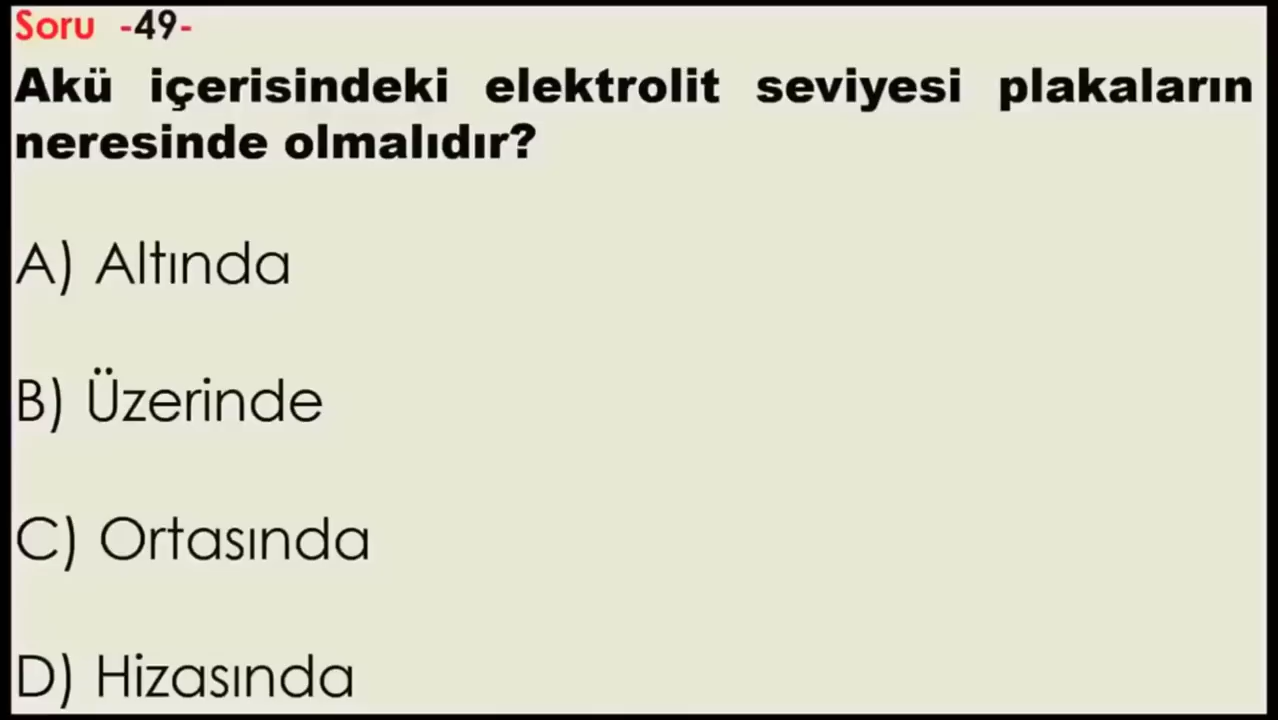 Soru -49-
Akü içerisindeki elektrolit seviyesi plakaların
neresinde olmalıdır?
A) Altında
B) Üzerinde
C) Ortasında
D) Hizasında